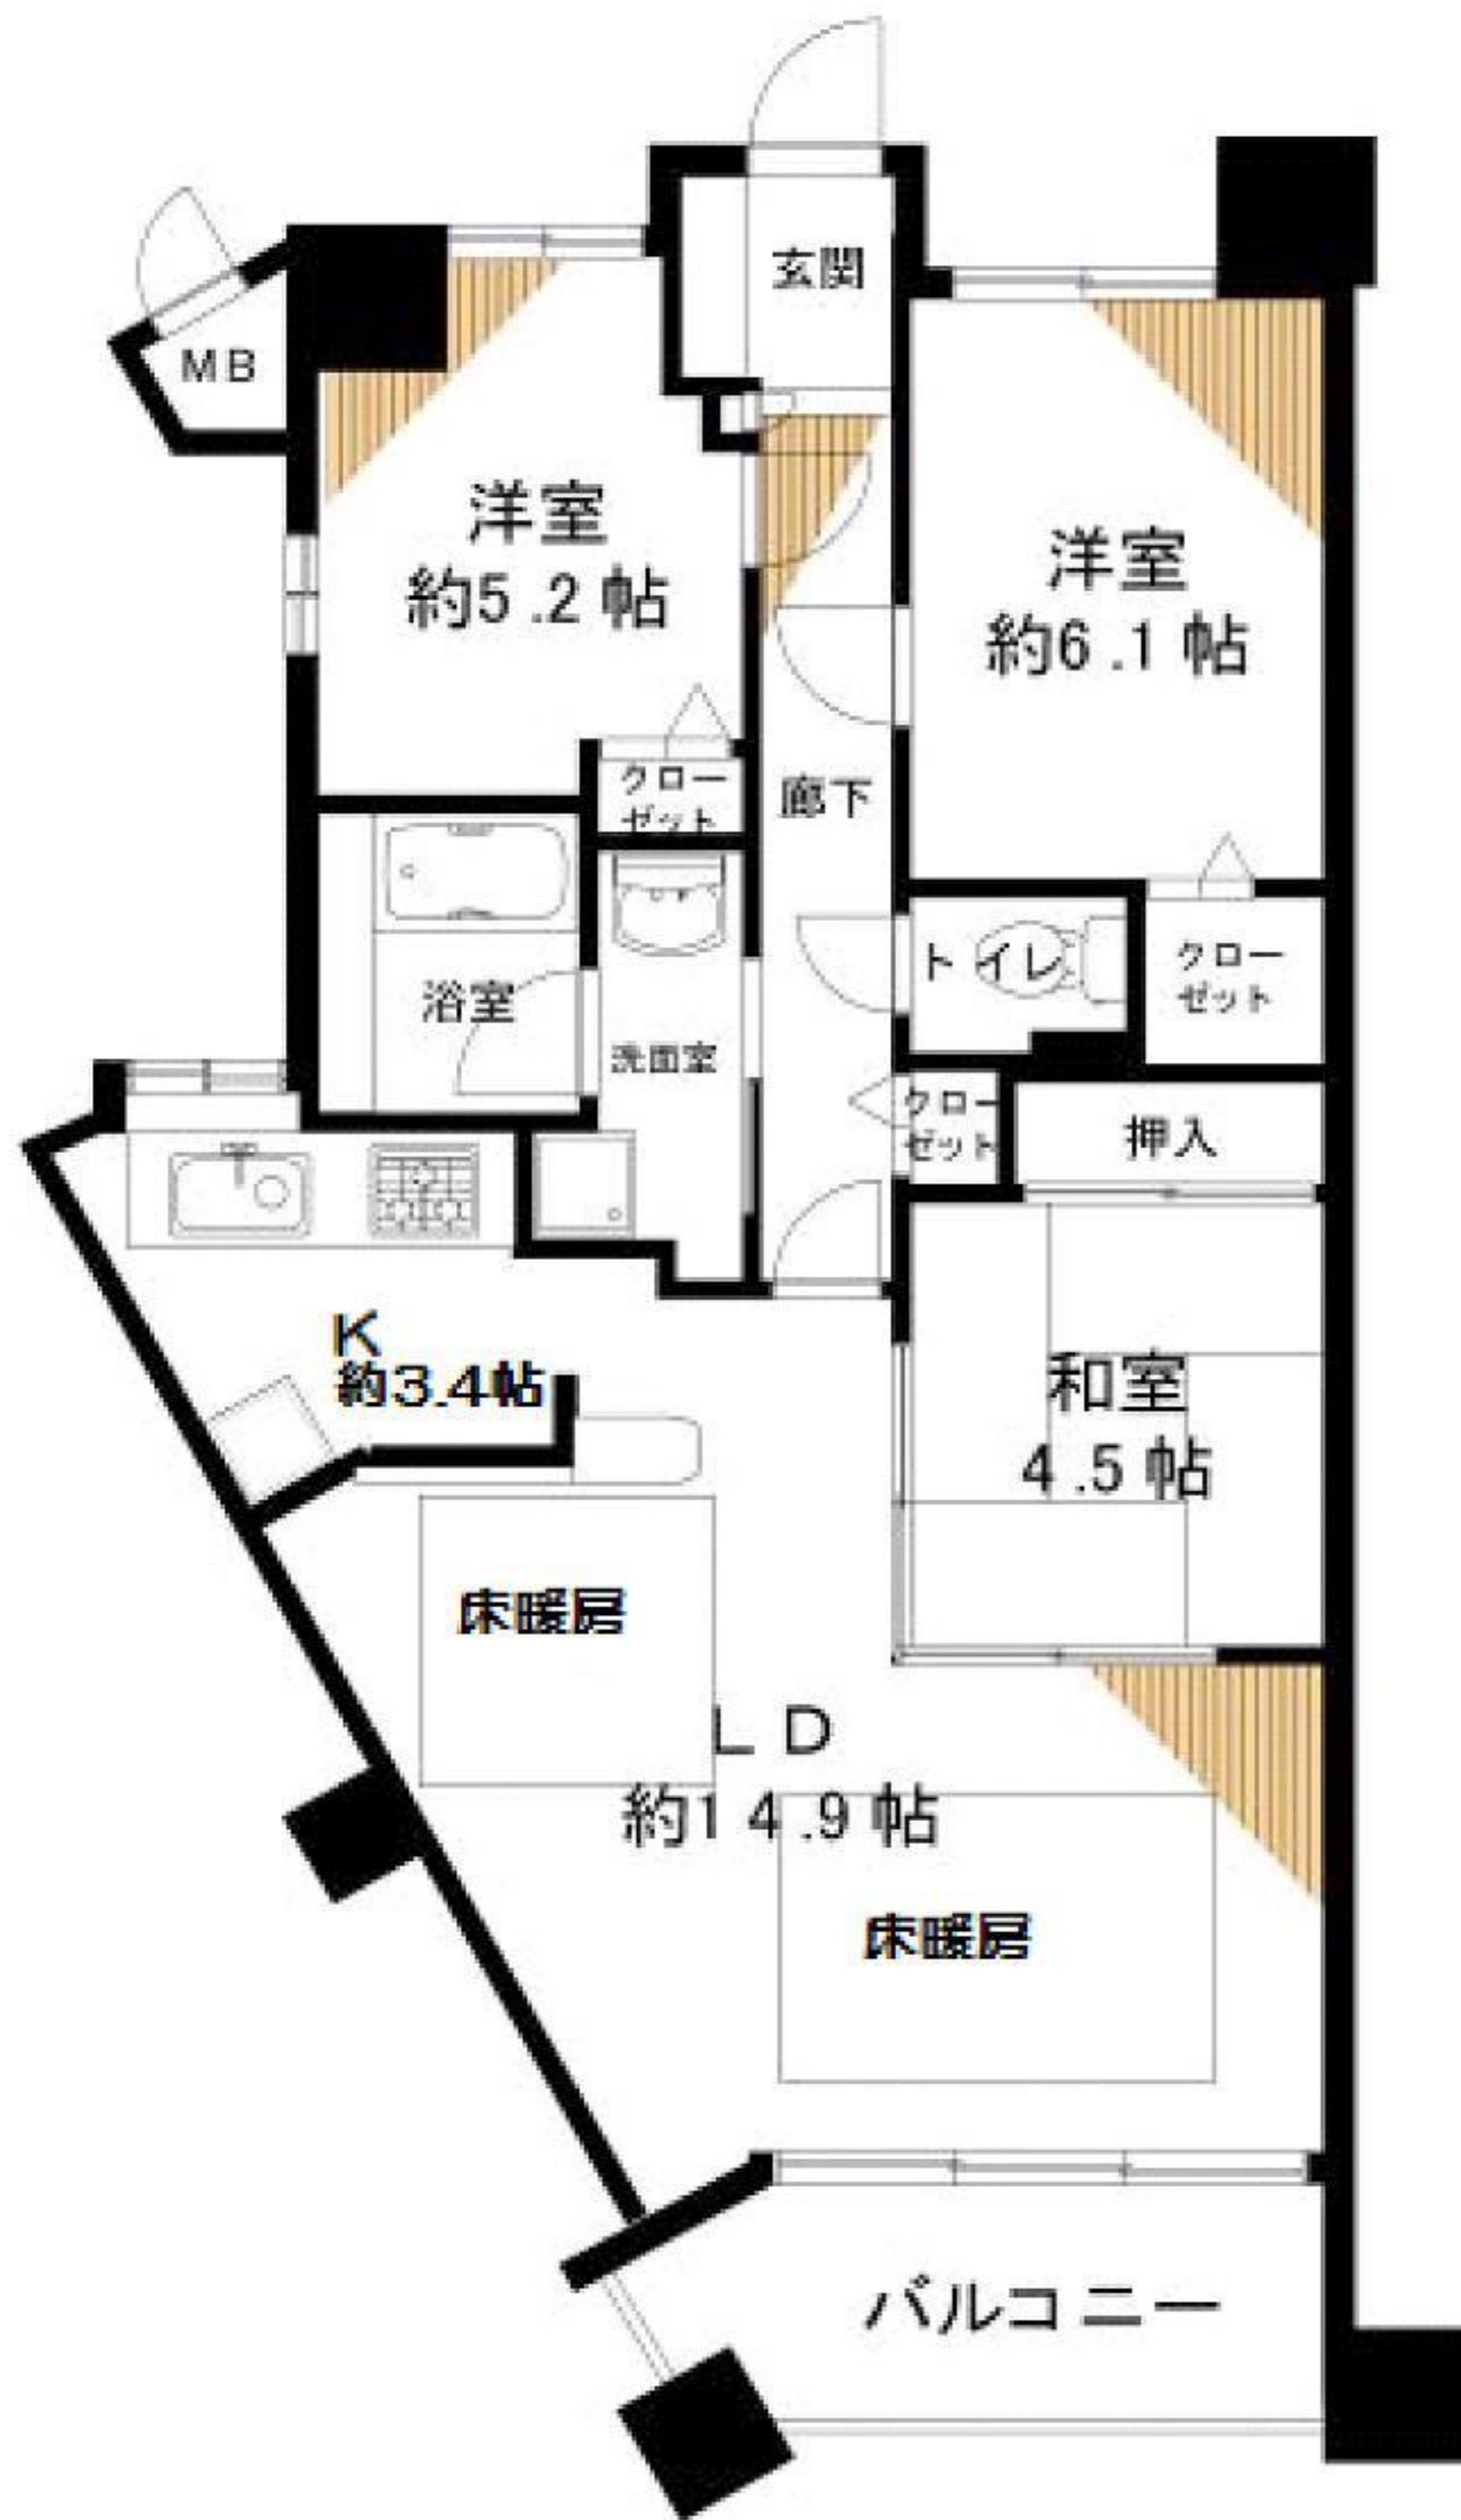 玄関
MB
洋室
約5.2帖
洋室
約6.1帖
クロー
ゼット
廊下
トイレ
クロー
ゼット
浴室
洗面室
クロー
ゼット
押入
K
約3.4帖
和室
4.5帖
床暖房
LD
約14.9帖
床暖房
バルコニー